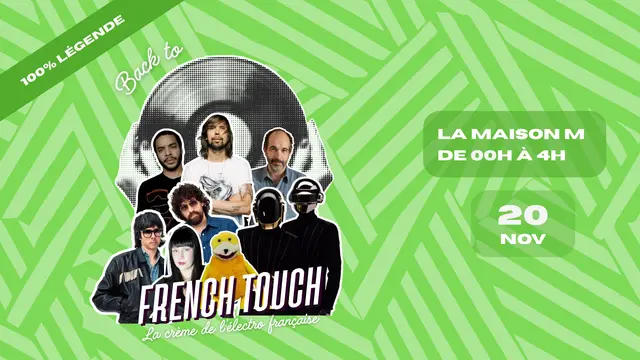 100% LÉGENDE
Back to
FRENCH TOUCH
La crème de l'électro française
LA MAISON M
DE 00H À 4H
20
NOV